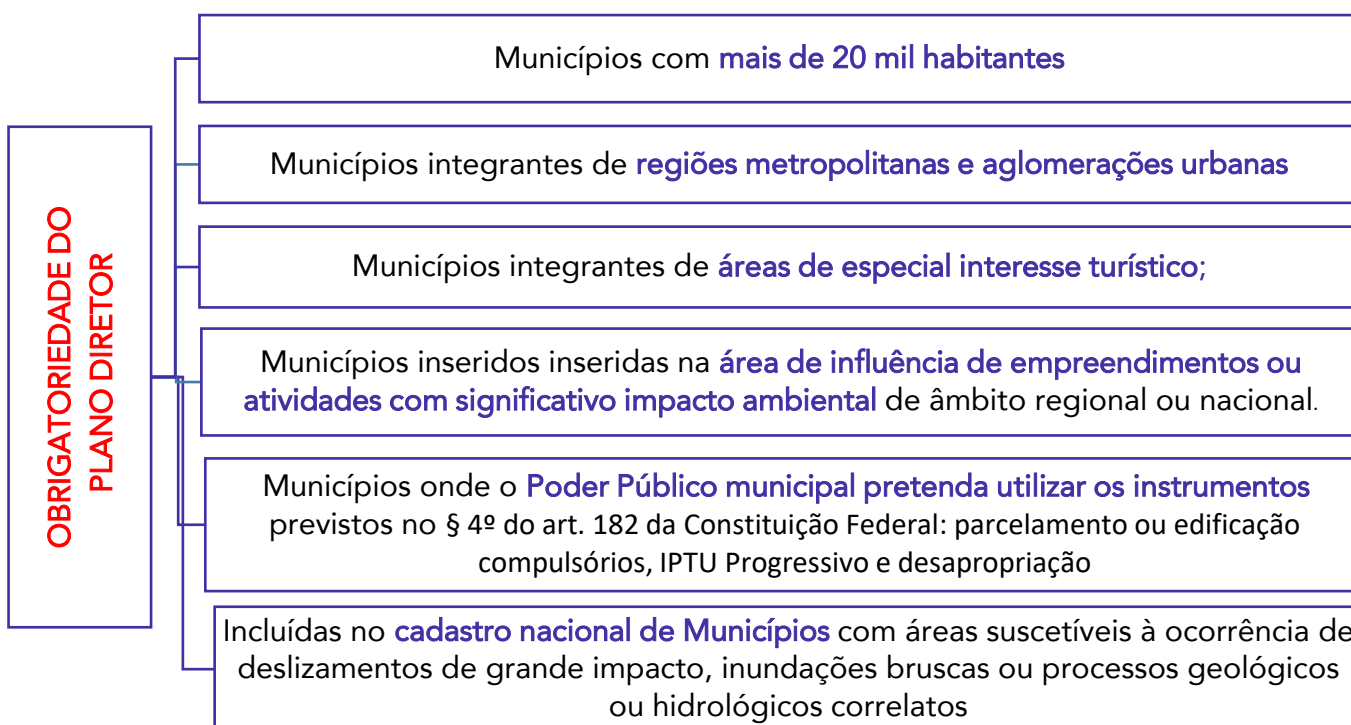 OBRIGATORIEDADE DO
PLANO DIRETOR
Municípios com mais de 20 mil habitantes
Municípios integrantes de regiões metropolitanas e aglomerações urbanas
Municípios integrantes de áreas de especial interesse turístico;
Municípios inseridos inseridas na área de influência de empreendimentos ou
atividades com significativo impacto ambiental de âmbito regional ou nacional.
Municípios onde o Poder Público municipal pretenda utilizar os instrumentos
previstos no § 4º do art. 182 da Constituição Federal: parcelamento ou edificação
compulsórios, IPTU Progressivo e desapropriação
Incluídas no cadastro nacional de Municípios com áreas suscetíveis à ocorrência de
deslizamentos de grande impacto, inundações bruscas ou processos geológicos
ou hidrológicos correlatos